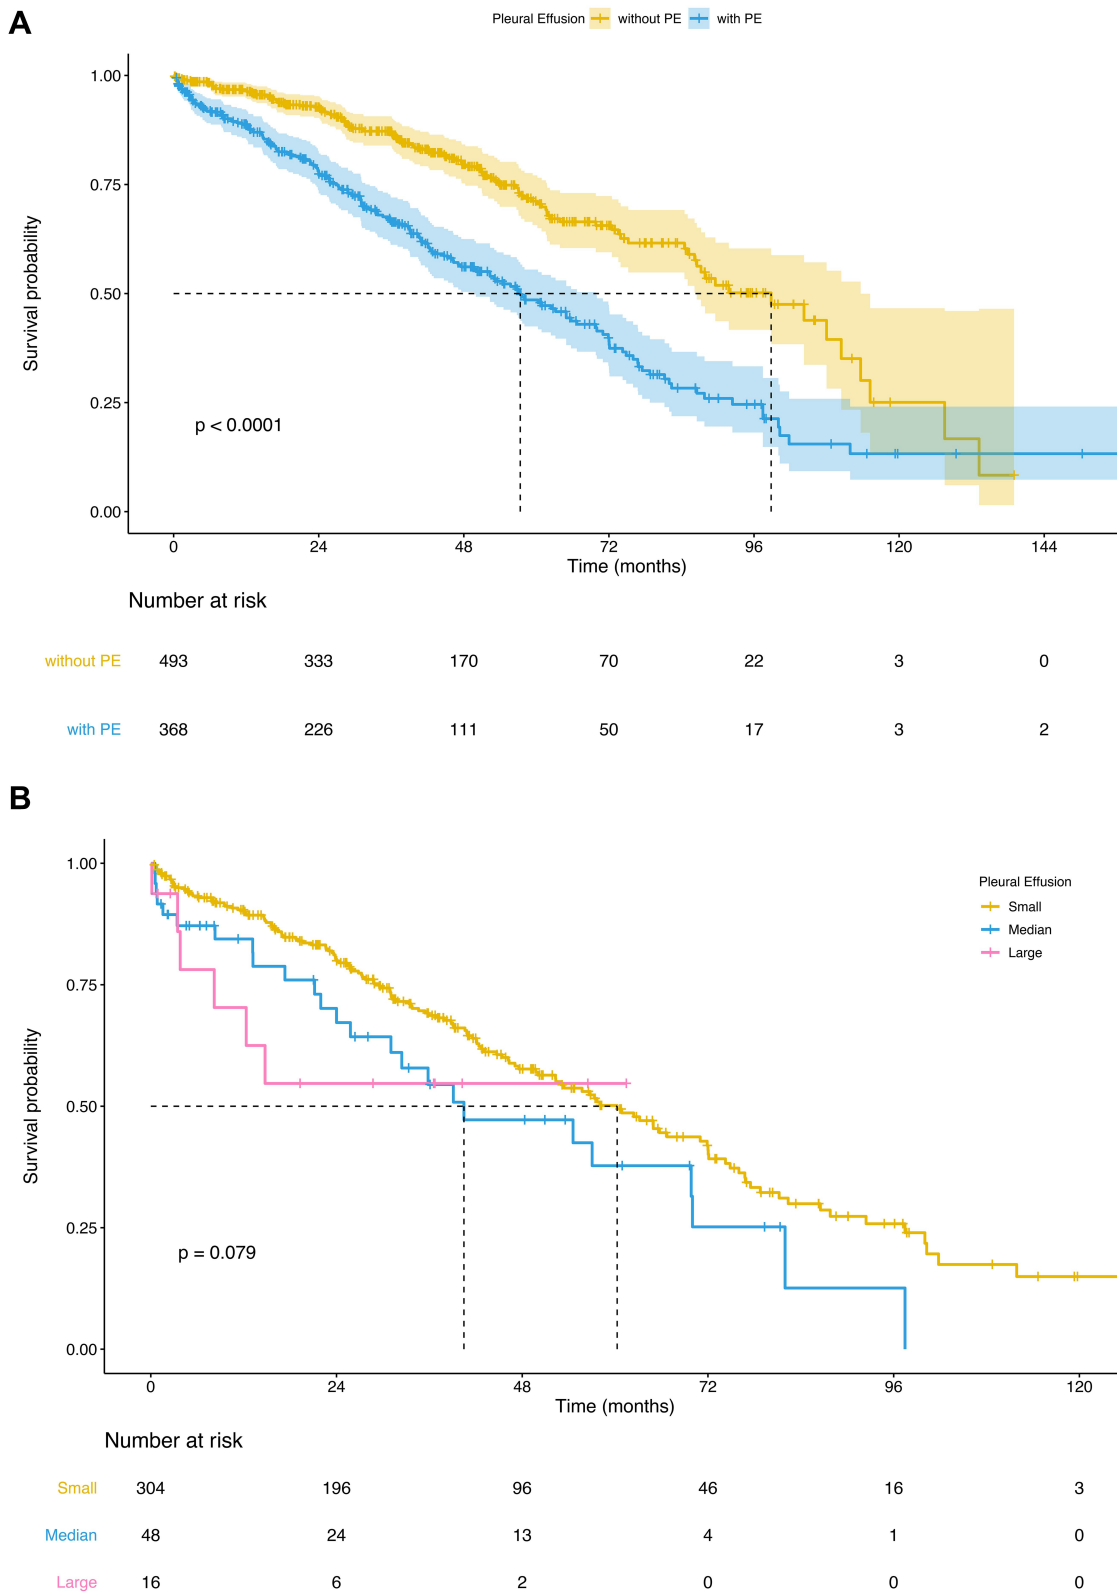 A
Pleural Effusion without PE with PE
1.00
0.75
0.50
0.25
0.00
Survival probability
p < 0.0001
0 24 48 72 96 120 144
Time (months)
Number at risk
without PE 493 333 170 70 22 3 0
with PE 368 226 111 50 17 3 2
B
Pleural Effusion
Small
Median
Large
1.00
0.75
0.50
0.25
0.00
Survival probability
p = 0.079
0 24 48 72 96 120
Time (months)
Number at risk
Small 304 196 96 46 16 3
Median 48 24 13 4 1 0
Large 16 6 2 0 0 0